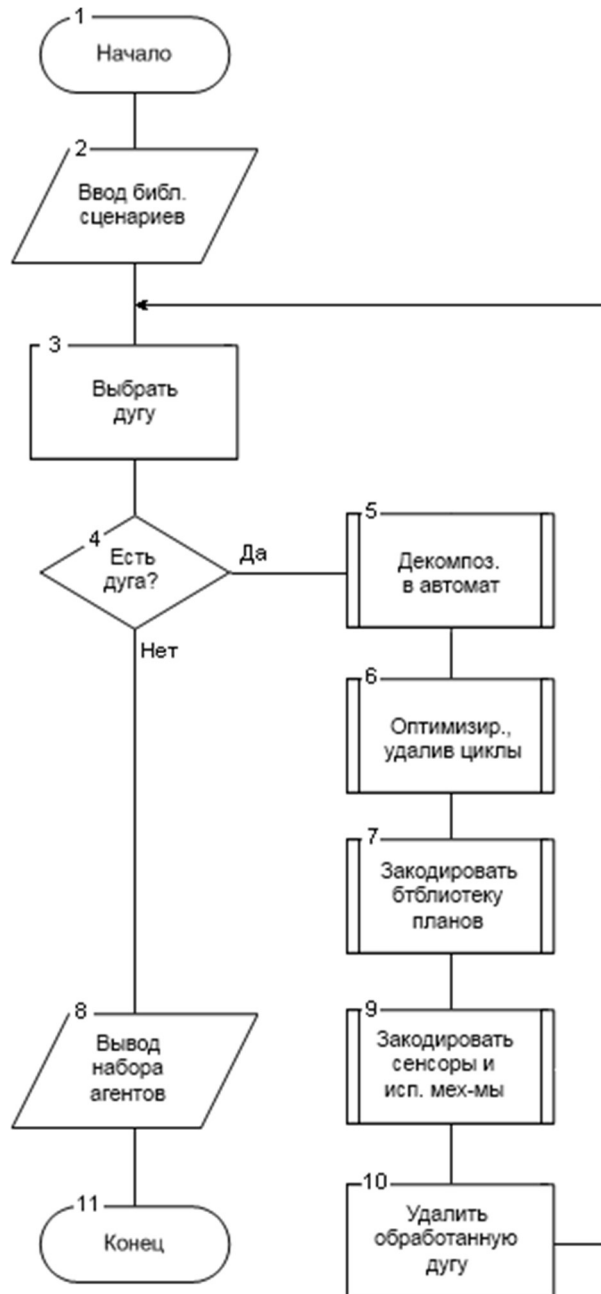 1
Начало
2
Ввод библ.
сценариев
3
Выбрать
дугу
4
Есть
дуга?
Да
Нет
5
Декомпоз.
в автомат
6
Оптимизир.,
удалив циклы
7
Закодировать
бтблиотеку
планов
8
Вывод
набора
агентов
9
Закодировать
сенсоры и
исп. мех-мы
10
Удалить
обработанную
дугу
11
Конец